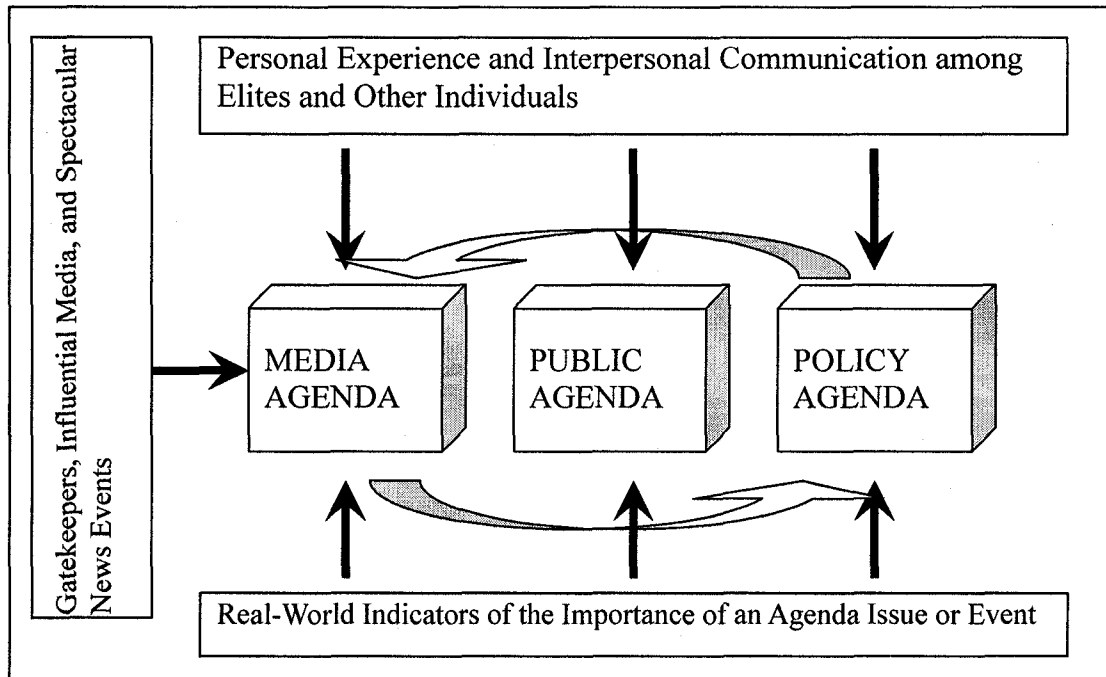 Gatekeepers, Influential Media, and Spectacular
News Events
Personal Experience and Interpersonal Communication among
Elites and Other Individuals
MEDIA
AGENDA
PUBLIC
AGENDA
POLICY
AGENDA
Real-World Indicators of the Importance of an Agenda Issue or Event